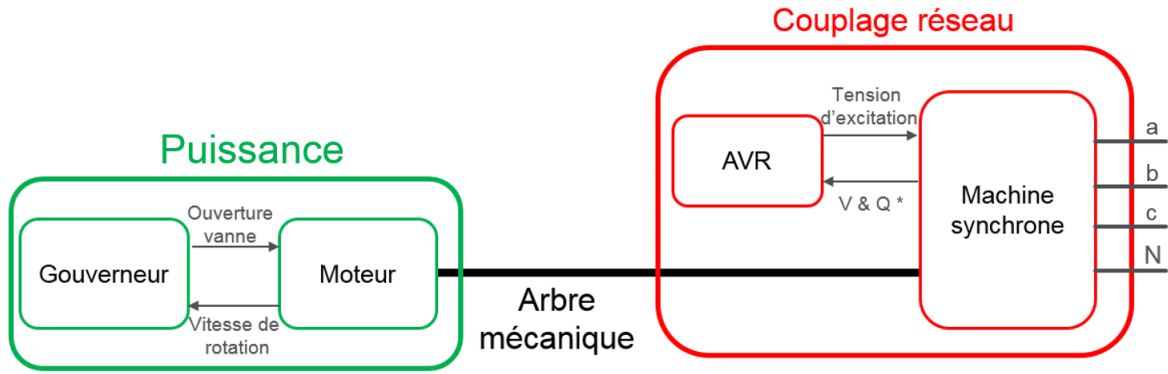 Couplage réseau
Puissance
Tension
d'excitation
AVR
V & Q *
Machine
synchrone
a
b
c
N
Ouverture
vanne
Gouverneur
Moteur
Vitesse de
rotation
Arbre
mécanique